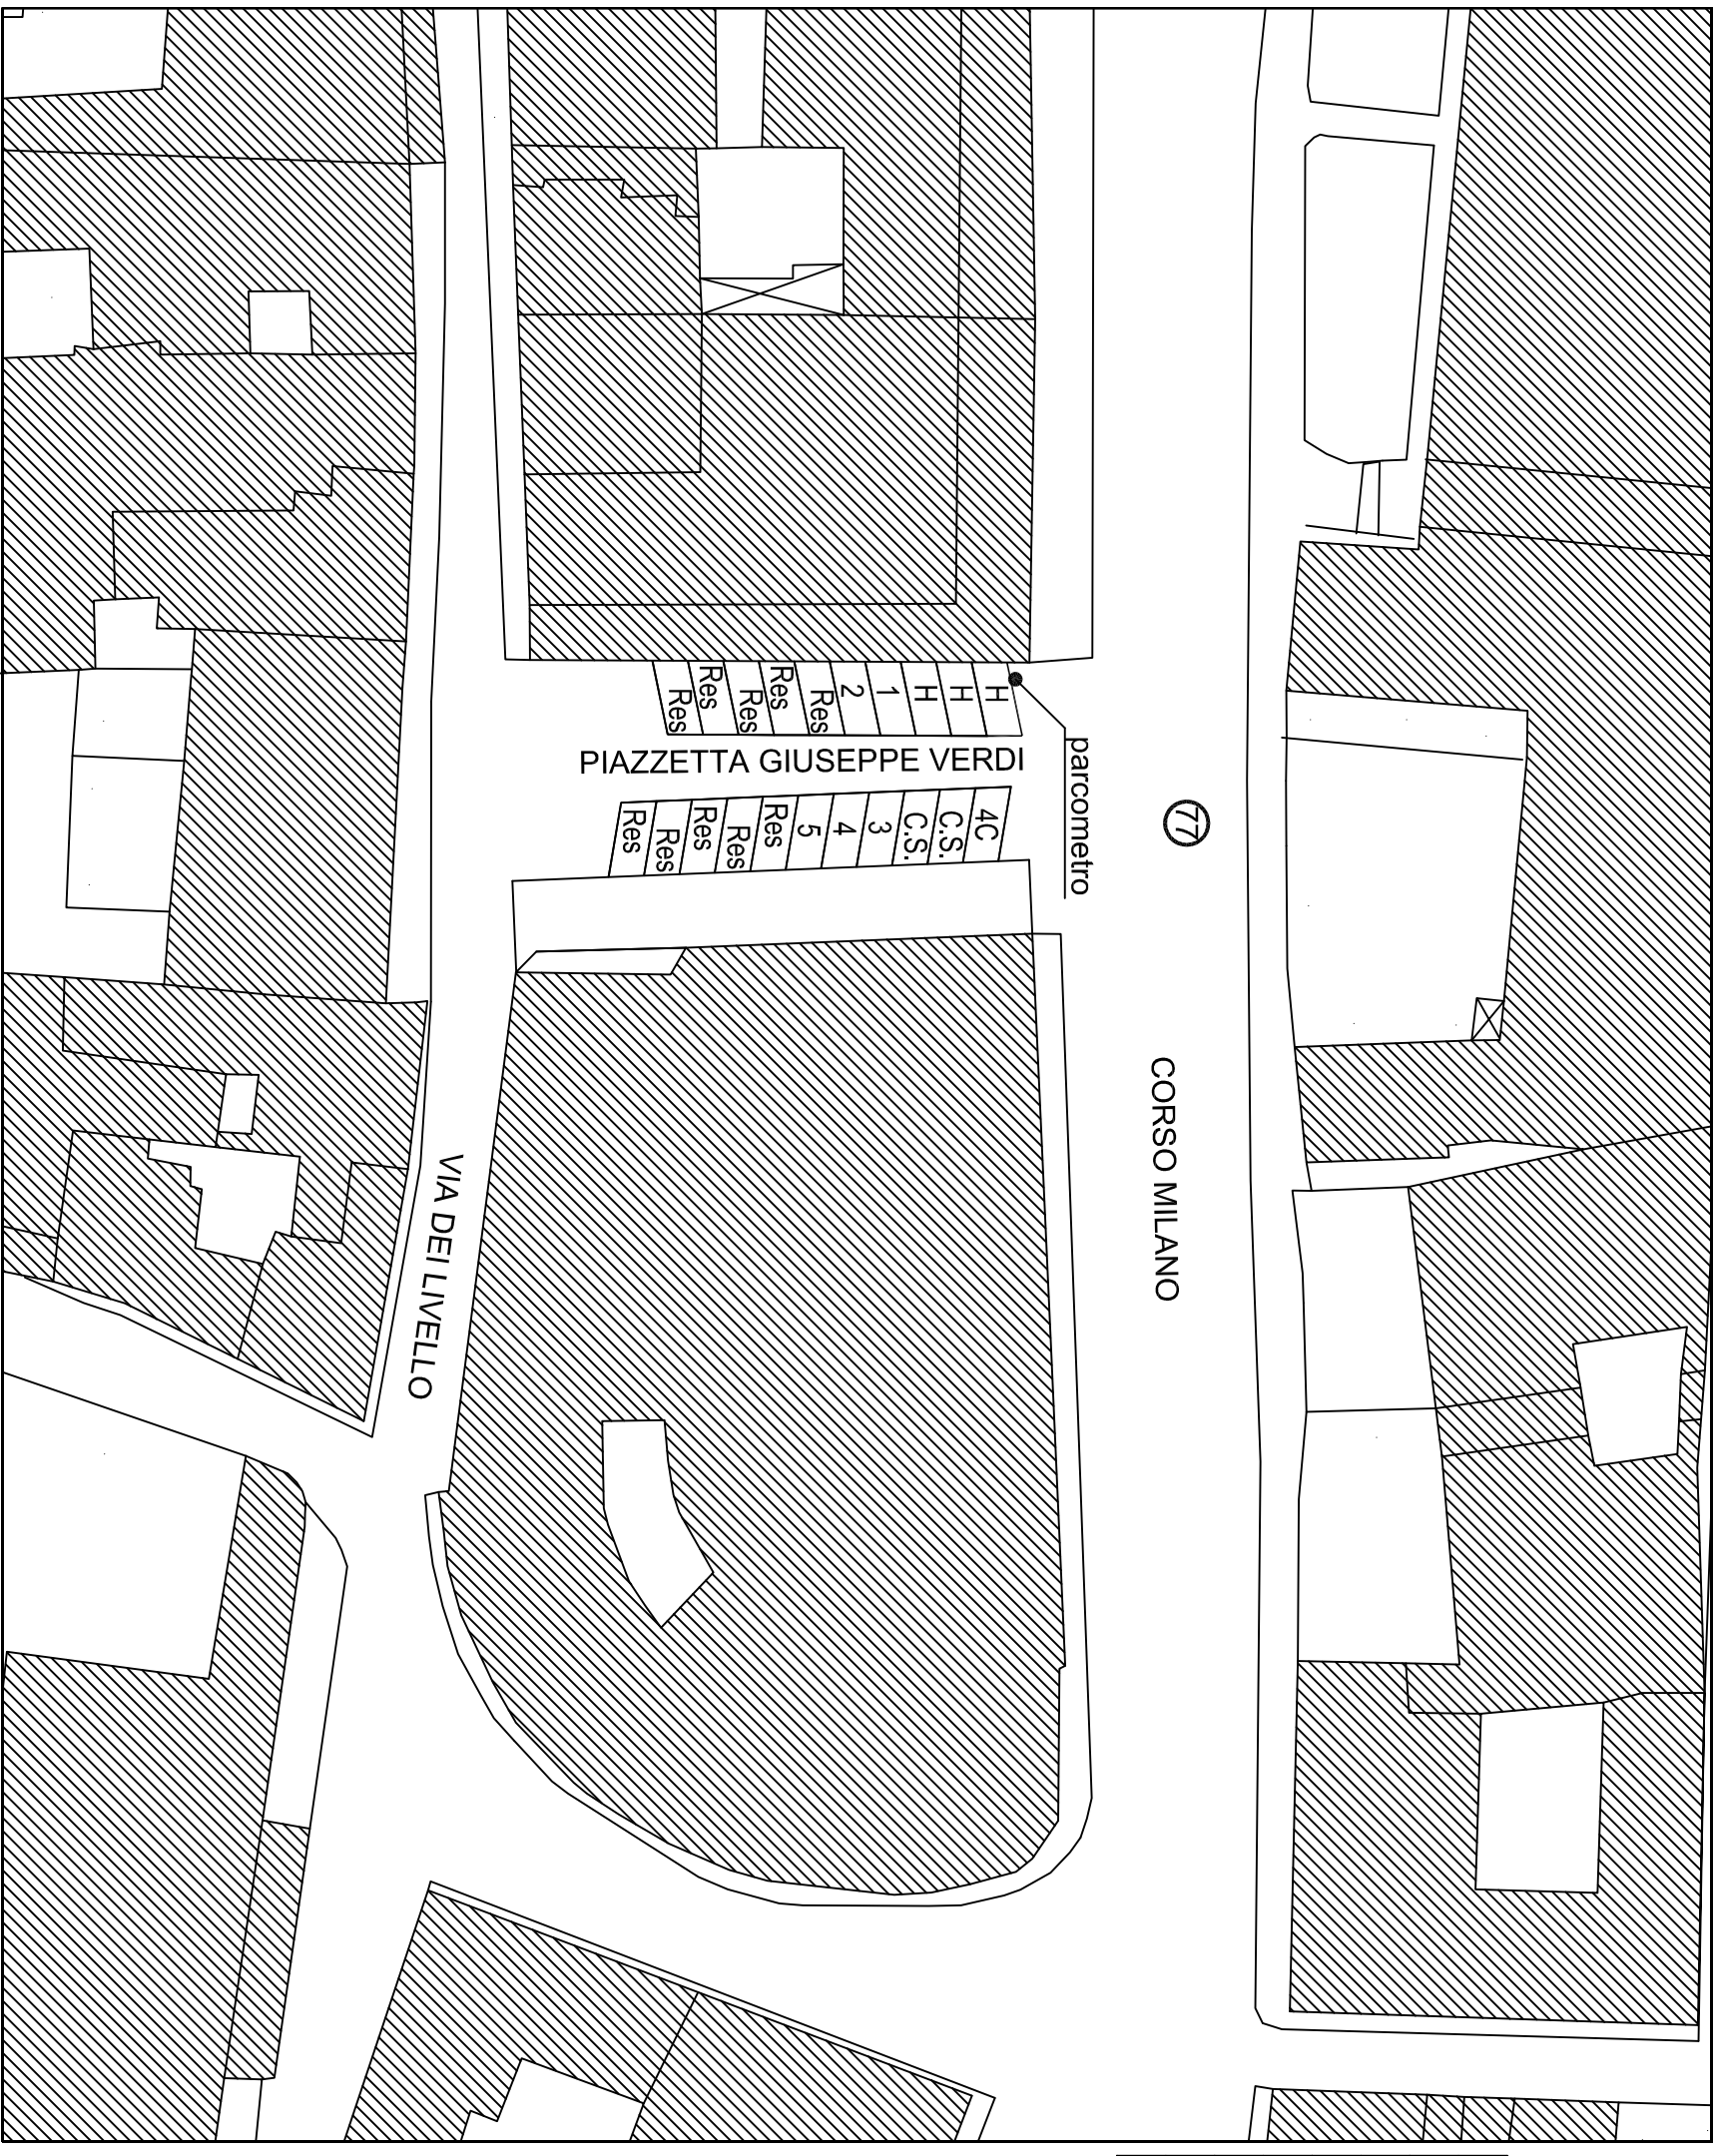 Res
Res
Res
Res
Res
2
1
H
H
H
PIAZZETTA GIUSEPPE VERDI
parcometro
Res
Res
Res
Res
Res
5
4
3
C.S.
C.S.
4C
77
CORSO MILANO
VIA DEI LIVELLO